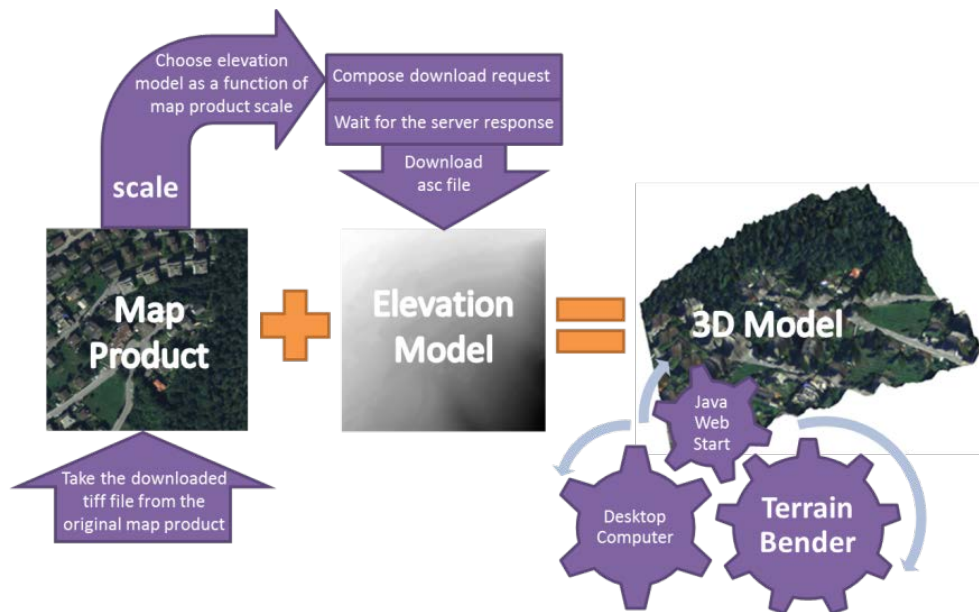 Choose elevation
model as a function of
map product scale
scale
Compose download request
Wait for the server response
Download
asc file
Map
Product
Elevation
Model
3D Model
Take the downloaded
tiff file from the
original map product
Java
Web
Start
Desktop
Computer
Terrain
Bender